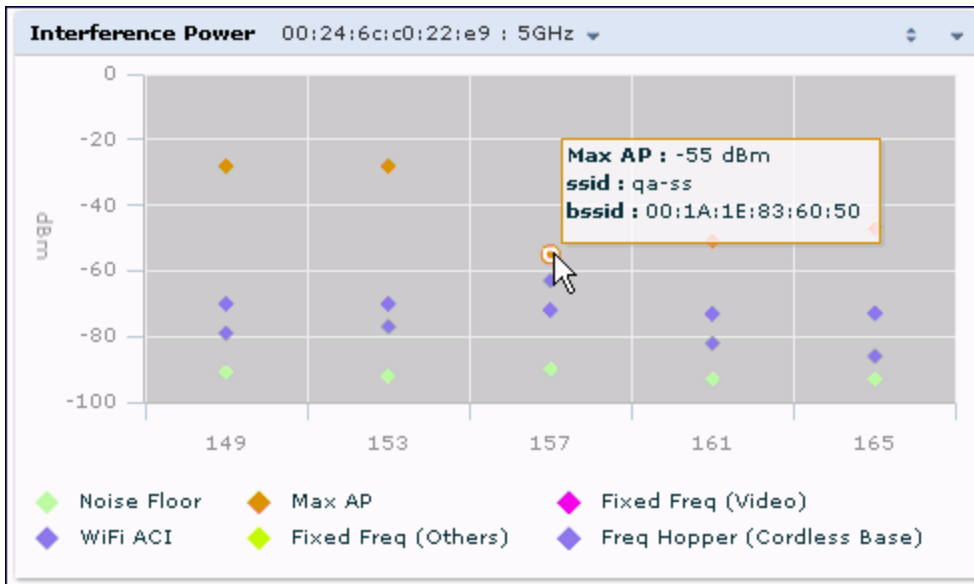 Interference Power 00:24:6c:c0:22:e9 : 5GHz
0
-20
-40
-60
-80
-100
dBm
Max AP : -55 dBm
ssid : qa-ss
bssid : 00:1A:1E:83:60:50
149 153 157 161 165
Noise Floor Max AP Fixed Freq (Video)
WiFi ACI Fixed Freq (Others) Freq Hopper (Cordless Base)